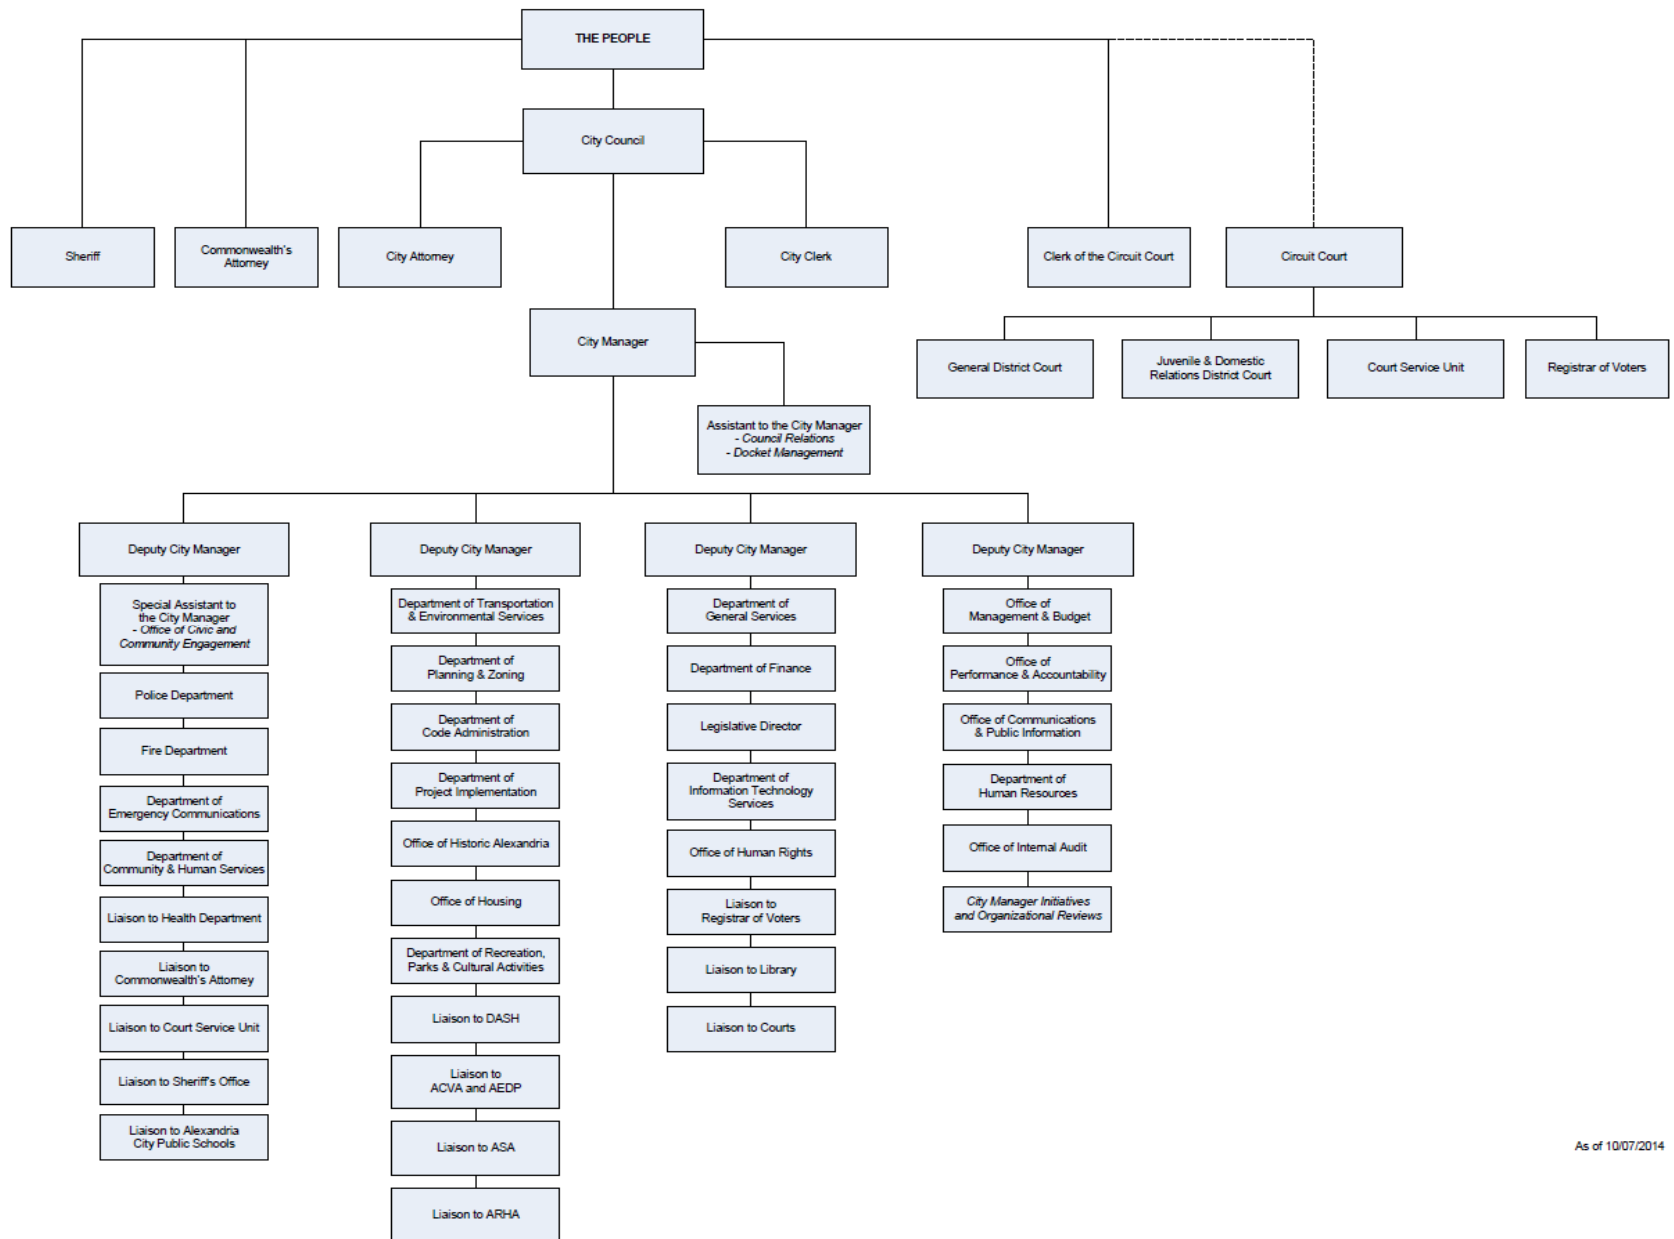 THE PEOPLE
City Council
Sheriff
Commonwealth's
Attorney
City Attorney
City Clerk
Clerk of the Circuit Court
Circuit Court
City Manager
General District Court
Juvenile & Domestic
Relations District Court
Court Service Unit
Registrar of Voters
Assistant to the City Manager
- Council Relations
- Docket Management
Deputy City Manager
Special Assistant to
the City Manager
- Office of Civic and
Community Engagement
Police Department
Fire Department
Department of
Emergency Communications
Department of
Community & Human Services
Liaison to Health Department
Liaison to
Commonwealth's Attorney
Liaison to Court Service Unit
Liaison to Sheriff's Office
Liaison to Alexandria
City Public Schools
Deputy City Manager
Department of Transportation
& Environmental Services
Department of
Planning & Zoning
Department of
Code Administration
Department of
Project Implementation
Office of Historic Alexandria
Office of Housing
Department of Recreation,
Parks & Cultural Activities
Liaison to DASH
Liaison to
ACVA and AEDP
Liaison to ASA
Liaison to ARHA
Deputy City Manager
Department of
General Services
Department of Finance
Legislative Director
Department of
Information Technology
Services
Office of Human Rights
Liaison to
Registrar of Voters
Liaison to Library
Liaison to Courts
Deputy City Manager
Office of
Management & Budget
Office of
Performance & Accountability
Office of Communications
& Public Information
Department of
Human Resources
Office of Internal Audit
City Manager Initiatives
and Organizational Reviews
As of 10/07/2014